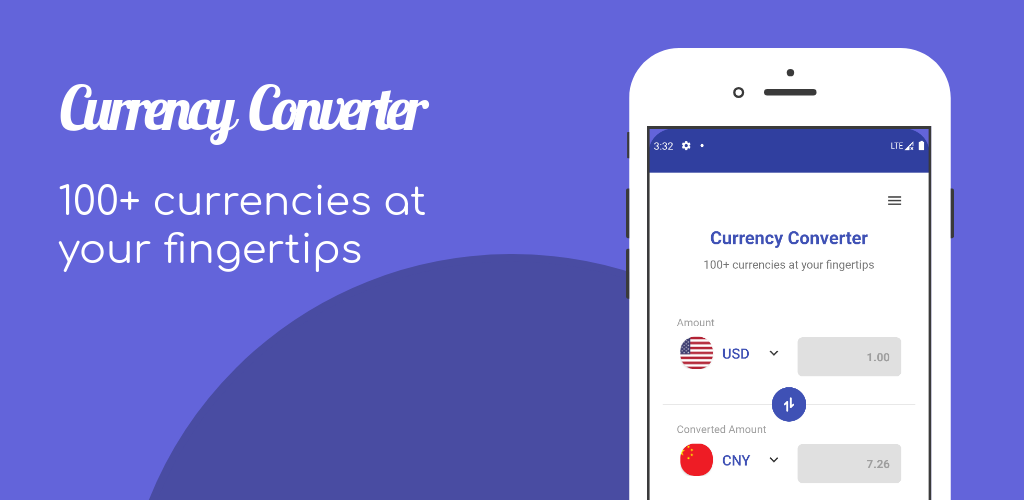 Currency Converter
100+ currencies at
your fingertips
3:32
LTE
Currency Converter
100+ currencies at your fingertips
Amount
USD
1.00
Converted Amount
CNY
7.26